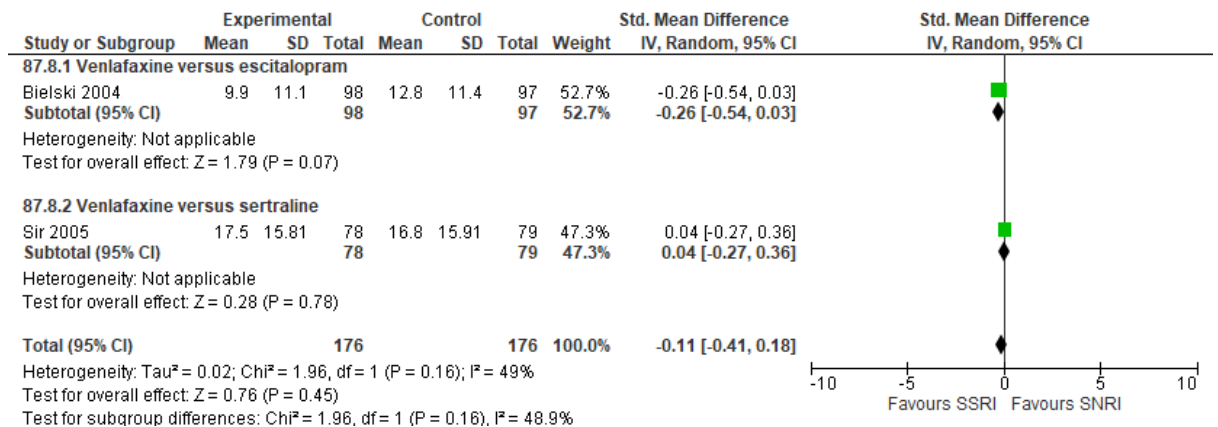 Experimental Control Std. Mean Difference Std. Mean Difference
Study or Subgroup Mean SD Total Mean SD Total Weight IV, Random, 95% CI IV, Random, 95% CI
87.8.1 Venlafaxine versus escitalopram
Bielski 2004 9.9 11.1 98 12.8 11.4 97 52.7% -0.26 [-0.54, 0.03]
Subtotal (95% CI) 98 97 52.7% -0.26 [-0.54, 0.03]
Heterogeneity: Not applicable
Test for overall effect: Z = 1.79 (P = 0.07)
87.8.2 Venlafaxine versus sertraline
Sir 2005 17.5 15.81 78 16.8 15.91 79 47.3% 0.04 [-0.27, 0.36]
Subtotal (95% CI) 78 79 47.3% 0.04 [-0.27, 0.36]
Heterogeneity: Not applicable
Test for overall effect: Z = 0.28 (P = 0.78)
Total (95% CI) 176 176 100.0% -0.11 [-0.41, 0.18]
Heterogeneity: Tau² = 0.02; Chi² = 1.96, df = 1 (P = 0.16); I² = 49%
Test for overall effect: Z = 0.76 (P = 0.45)
Test for subgroup differences: Chi² = 1.96, df = 1 (P = 0.16), I² = 48.9%
-10 -5 0 5 10
Favours SSRI Favours SNRI